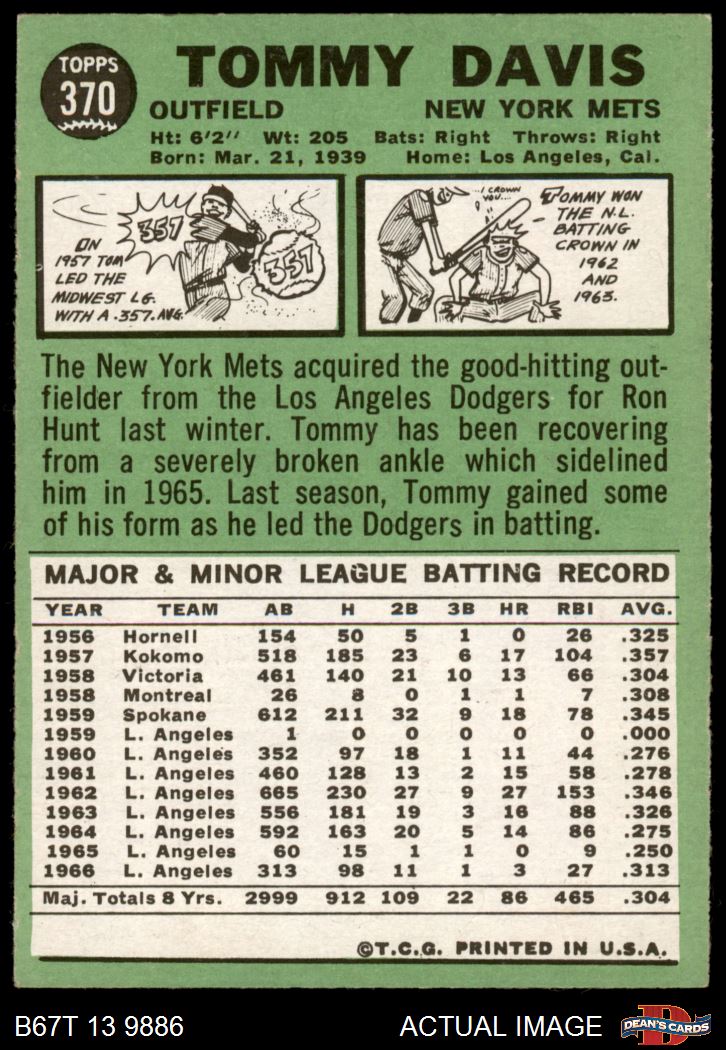 TOPPS
370
TOMMY DAVIS
OUTFIELD NEW YORK METS
Ht: 6'2" Wt: 205 Bats: Right Throws: Right
Born: Mar. 21, 1939 Home: Los Angeles, Cal.
357
357
ON
1957 TOM
LED THE
MIDWEST LG.
WITH A .357. AVG.
...I CROWN
YOU....
TOMMY WON
THE N.L.
BATTING
CROWN IN
1962
AND
1963.
The New York Mets acquired the good-hitting out-
fielder from the Los Angeles Dodgers for Ron
Hunt last winter. Tommy has been recovering
from a severely broken ankle which sidelined
him in 1965. Last season, Tommy gained some
of his form as he led the Dodgers in batting.
MAJOR & MINOR LEAGUE BATTING RECORD
YEAR TEAM AB H 2B 3B HR RBI AVG.
1956 Hornell 154 50 5 1 0 26 .325
1957 Kokomo 518 185 23 6 17 104 .357
1958 Victoria 461 140 21 10 13 66 .304
1958 Montreal 26 8 0 1 1 7 .308
1959 Spokane 612 211 32 9 18 78 .345
1959 L. Angeles 1 0 0 0 0 0 .000
1960 L. Angeles 352 97 18 1 11 44 .276
1961 L. Angeles 460 128 13 2 15 58 .278
1962 L. Angeles 665 230 27 9 27 153 .346
1963 L. Angeles 556 181 19 3 16 88 .326
1964 L. Angeles 592 163 20 5 14 86 .275
1965 L. Angeles 60 15 1 1 0 9 .250
1966 L. Angeles 313 98 11 1 3 27 .313
Maj. Totals 8 Yrs. 2999 912 109 22 86 465 .304
©T.C.G. PRINTED IN U.S.A.
B67T 13 9886 ACTUAL IMAGE
DEAN'S CARDS